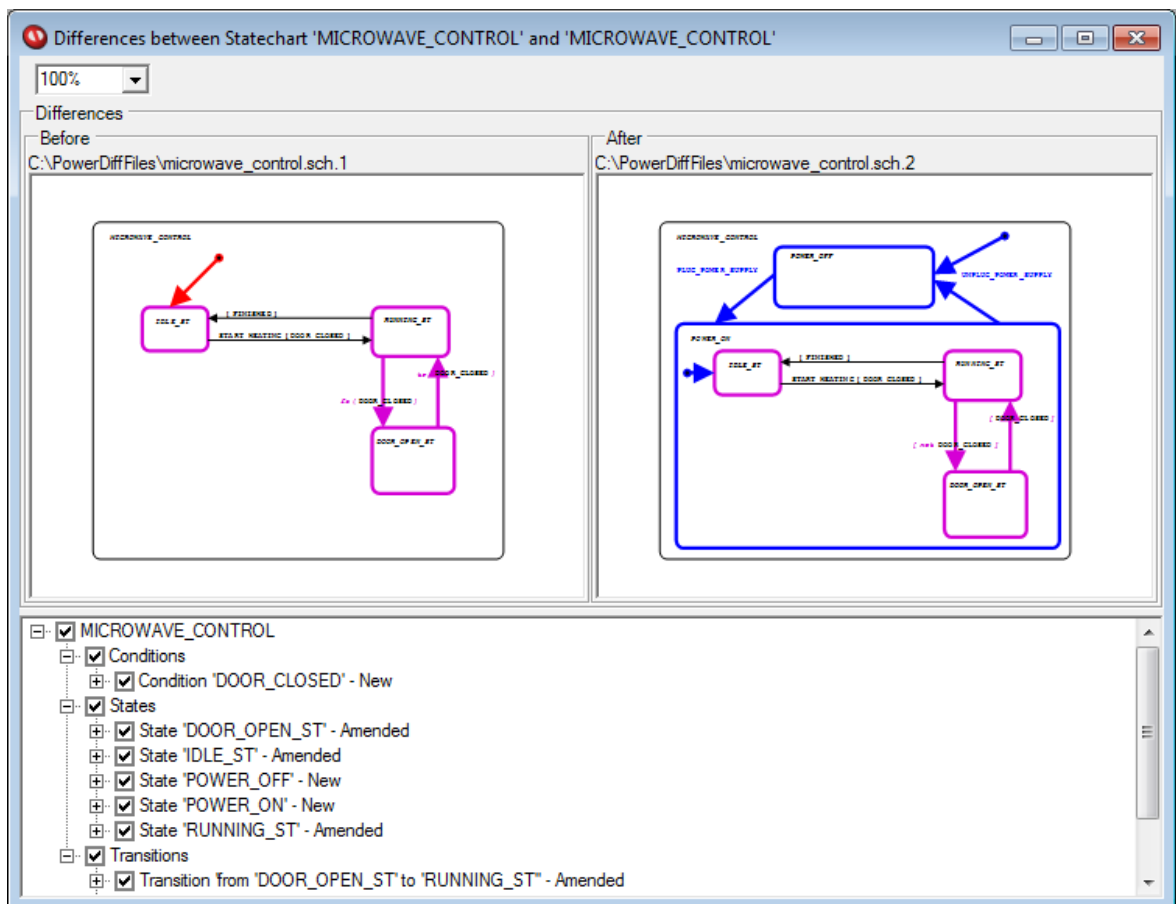 Differences between Statechart 'MICROWAVE_CONTROL' and 'MICROWAVE_CONTROL'
100%
Differences
Before
C:\PowerDiffFiles\microwave_control.sch.1
MICROWAVE_CONTROL
IDLE_ST
[ FINISHED ]
START_HEATING [ DOOR_CLOSED ]
RUNNING_ST
DOOR_CLOSED )
( DOOR_CLOSED )
DOOR_OPEN_ST
After
C:\PowerDiffFiles\microwave_control.sch.2
MICROWAVE_CONTROL
POWER_OFF
PLUG_POWER_SUPPLY
UNPLUG_POWER_SUPPLY
POWER_ON
IDLE_ST
[ FINISHED ]
START_HEATING [ DOOR_CLOSED ]
RUNNING_ST
[ DOOR_CLOSED ]
[ not DOOR_CLOSED ]
DOOR_OPEN_ST
MICROWAVE_CONTROL
Conditions
Condition 'DOOR_CLOSED' - New
States
State 'DOOR_OPEN_ST' - Amended
State 'IDLE_ST' - Amended
State 'POWER_OFF' - New
State 'POWER_ON' - New
State 'RUNNING_ST' - Amended
Transitions
Transition 'from "DOOR_OPEN_ST' to "RUNNING_ST"' - Amended